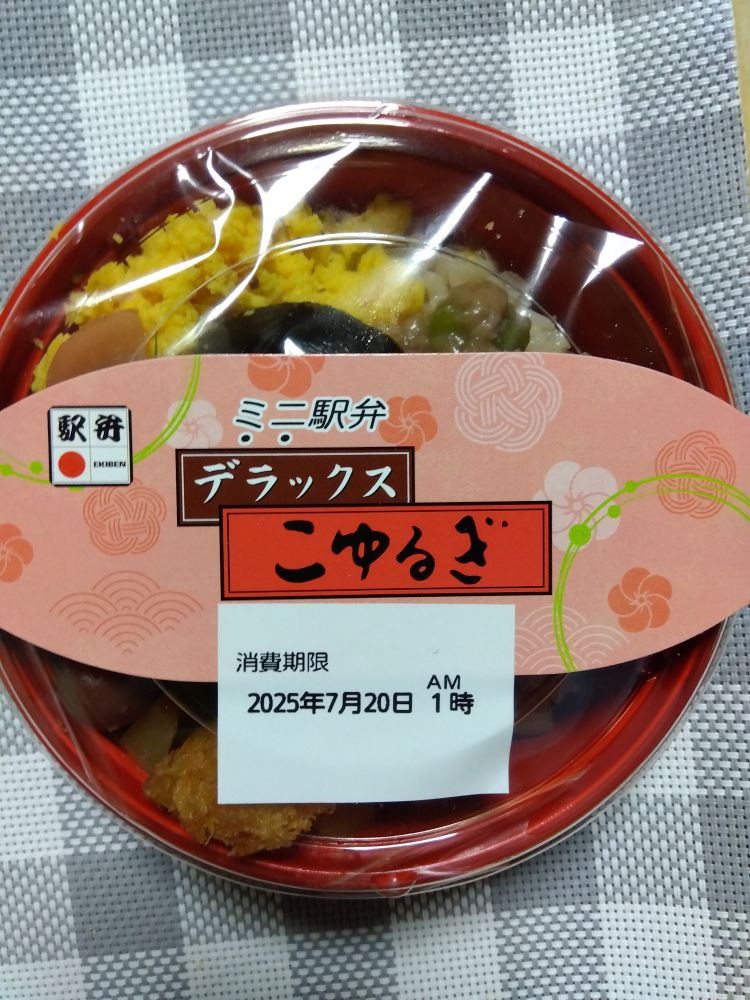 ミニ駅弁
駅弁
EKIBEN
デラックス
こゆるぎ
消費期限
2025年7月20日 AM 1時